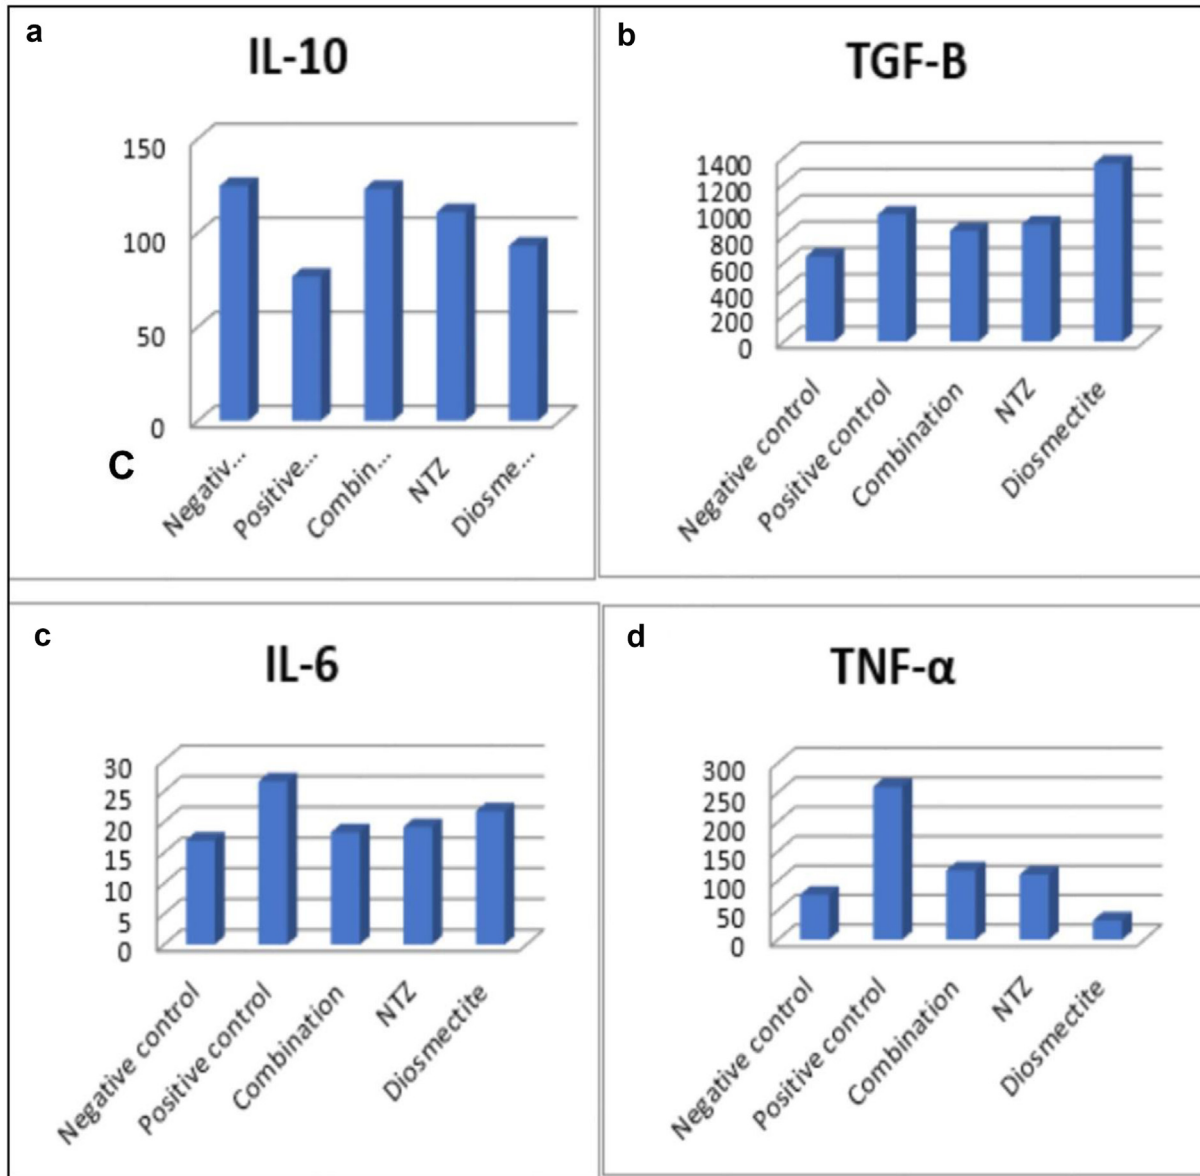 a
IL-10
150
100
50
0
C
Negativ...
Positive...
Combin...
NTZ
Diosme...
b
TGF-B
1400
1200
1000
800
600
400
200
0
Negative control
Positive control
Combination
NTZ
Diosmectite
c
IL-6
30
25
20
15
10
5
0
Negative control
Positive control
Combination
NTZ
Diosmectite
d
TNF-α
300
250
200
150
100
50
0
Negative control
Positive control
Combination
NTZ
Diosmectite